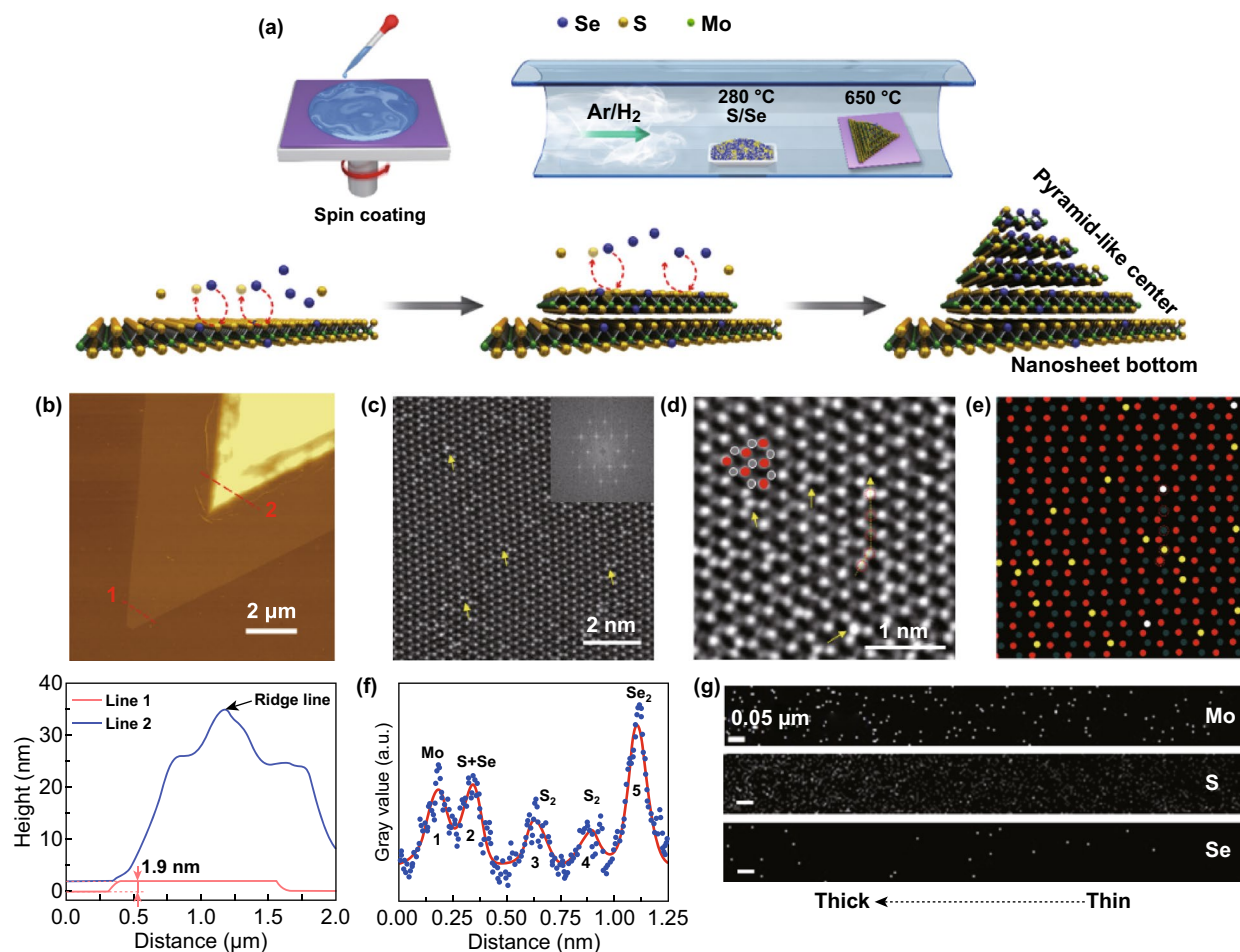 (a)
Se S Mo
Ar/H2
280 °C
S/Se
650 °C
Spin coating
Pyramid-like center
Nanosheet bottom
(b)
1
2
2 µm
(c)
2 nm
(d)
1 nm
(e)
Height (nm)
40
30
20
10
0
Line 1
Line 2
Ridge line
1.9 nm
0.0 0.5 1.0 1.5 2.0
Distance (µm)
(f)
Gray value (a.u.)
Mo
S+Se
S2
S2
Se2
1
2
3
4
5
0.00 0.25 0.50 0.75 1.00 1.25
Distance (nm)
(g)
0.05 µm
Mo
S
Se
Thick
Thin